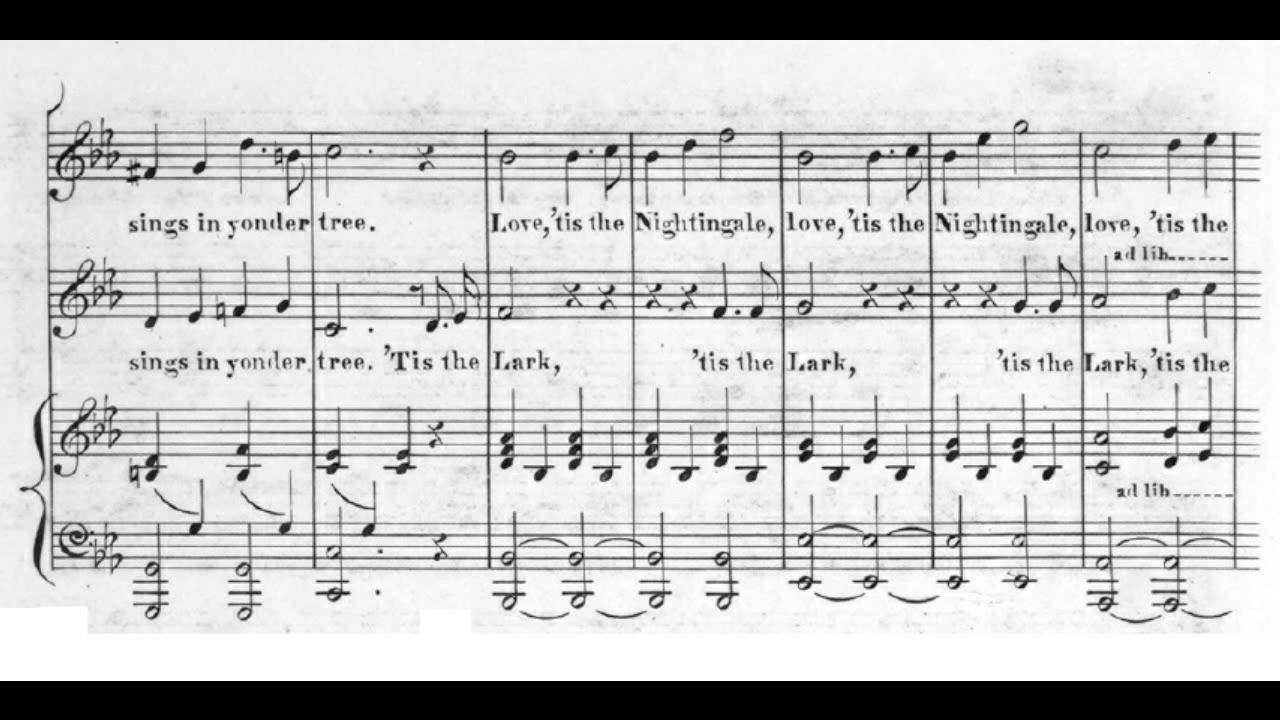 sings in yonder tree. Love, 'tis the Nightingale, love, 'tis the Nightingale, love, 'tis the
ad lib.
sings in yonder tree. 'Tis the Lark, 'tis the Lark, 'tis the Lark, 'tis the
ad lib